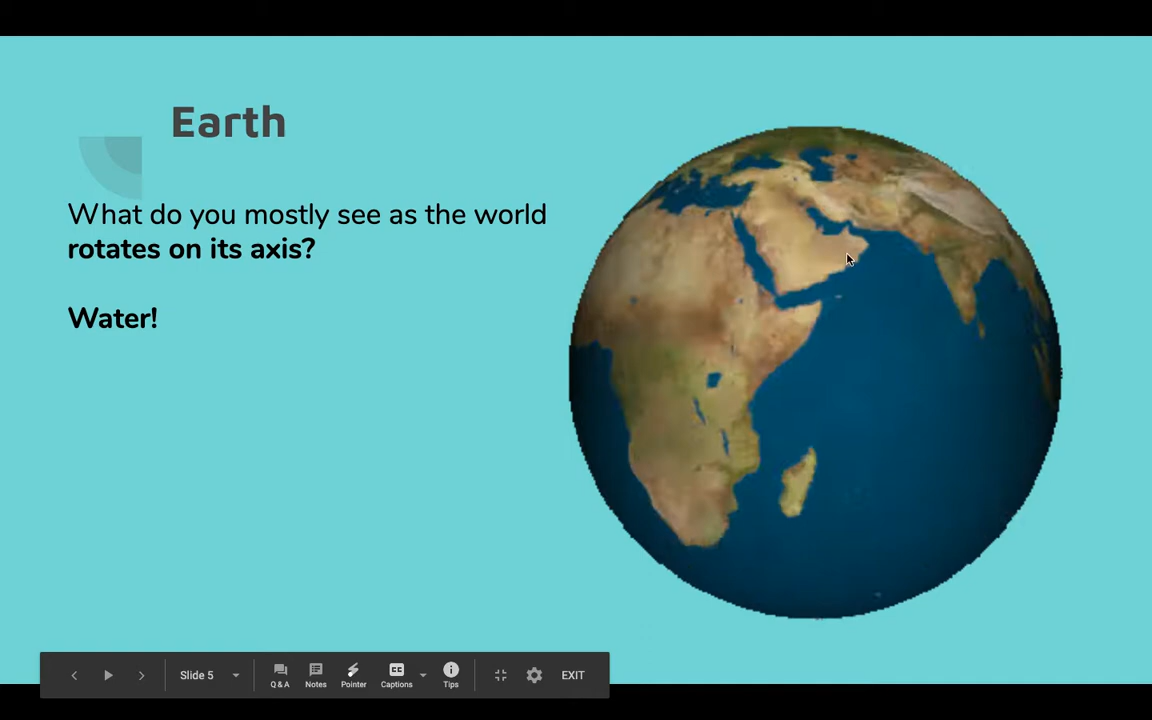 Earth
What do you mostly see as the world
rotates on its axis?
Water!
Slide 5
Q & A
Notes
Pointer
CC
Captions
Tips
EXIT